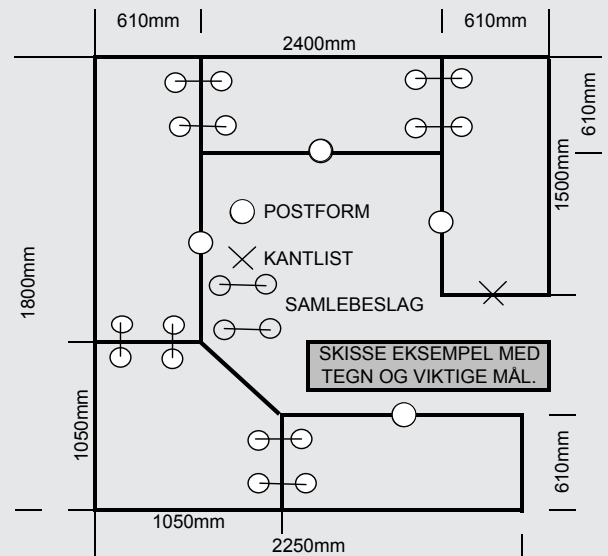 610mm
610mm
2400mm
610mm
1500mm
POSTFORM
KANTLIST
SAMLEBESLAG
1800mm
SKISSE EKSEMPEL MED
TEGN OG VIKTIGE MÅL.
1050mm
610mm
1050mm
2250mm